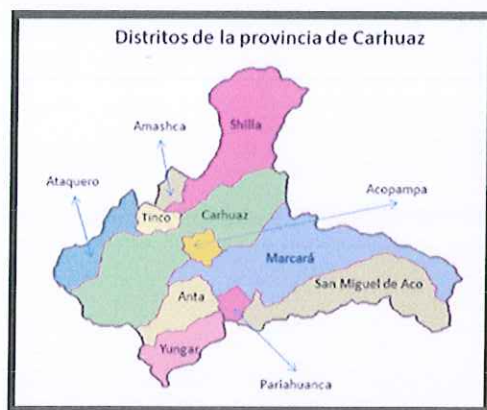 Distritos de la provincia de Carhuaz
Shilla
Amashca
Ataquero
Acopampa
Tinco
Carhuaz
Marcará
San Miguel de Aco
Anta
Yungar
Pariahuanca